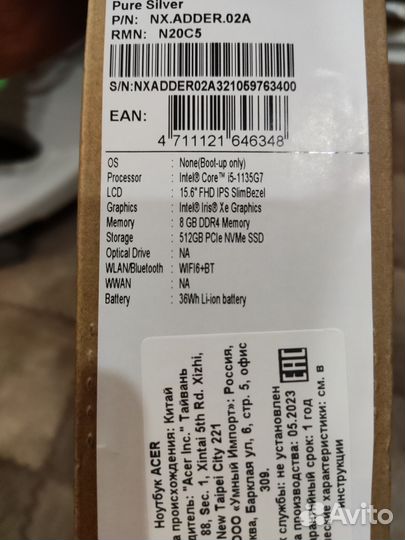 Pure Silver
P/N: NX.ADDER.02A
RMN: N20C5
S/N:NXADDER02A321059763400
EAN:
4 711121 646348
OS : None(Boot-up only)
Processor : Intel® Core™ i5-1135G7
LCD : 15.6" FHD IPS SlimBezel
Graphics : Intel® Iris® Xe Graphics
Memory : 8 GB DDR4 Memory
Storage : 512GB PCIe NVMe SSD
Optical Drive : NA
WLAN/Bluetooth : WIFI6+BT
WWAN : NA
Battery : 36Wh Li-ion battery
Ноутбук ACER
а происхождения: Китай
дитель: "Acer Inc." Тайвань
88, Sec. 1, Xintai 5th Rd. Xizhi,
New Taipei City 221
ООО «Умный Импорт»: Россия,
ква, Барклая ул, 6, стр. 5, офис
309.
к службы: не установлен
а производства: 05.2023
арантийный срок: 1 год
ческие характеристики: см. в
инструкции
EAC
Avito